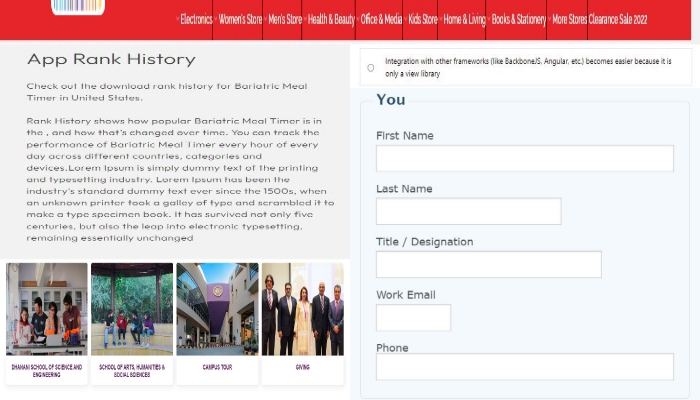 Electronics Women's Store Men's Store Health & Beauty Office & Media Kids Store Home & Living Books & Stationery More Stores Clearance Sale 2022
App Rank History
Check out the download rank history for Bariatric Meal
Timer in United States.
Rank History shows how popular Bariatric Meal Timer is in
the , and how that's changed over time. You can track the
performance of Bariatric Meal Timer every hour of every
day across different countries, categories and
devices.Lorem Ipsum is simply dummy text of the printing
and typesetting industry. Lorem Ipsum has been the
industry's standard dummy text ever since the 1500s, when
an unknown printer took a galley of type and scrambled it to
make a type specimen book. It has survived not only five
centuries, but also the leap into electronic typesetting,
remaining essentially unchanged
DHANANI SCHOOL OF SCIENCE AND
ENGINEERING
SCHOOL OF ARTS, HUMANITIES &
SOCIAL SCIENCES
CAMPUS TOUR
GIVING
Integration with other frameworks (like Backbone/S, Angular, etc.) becomes easier because it is
only a view library
You
First Name
Last Name
Title / Designation
Work Email
Phone